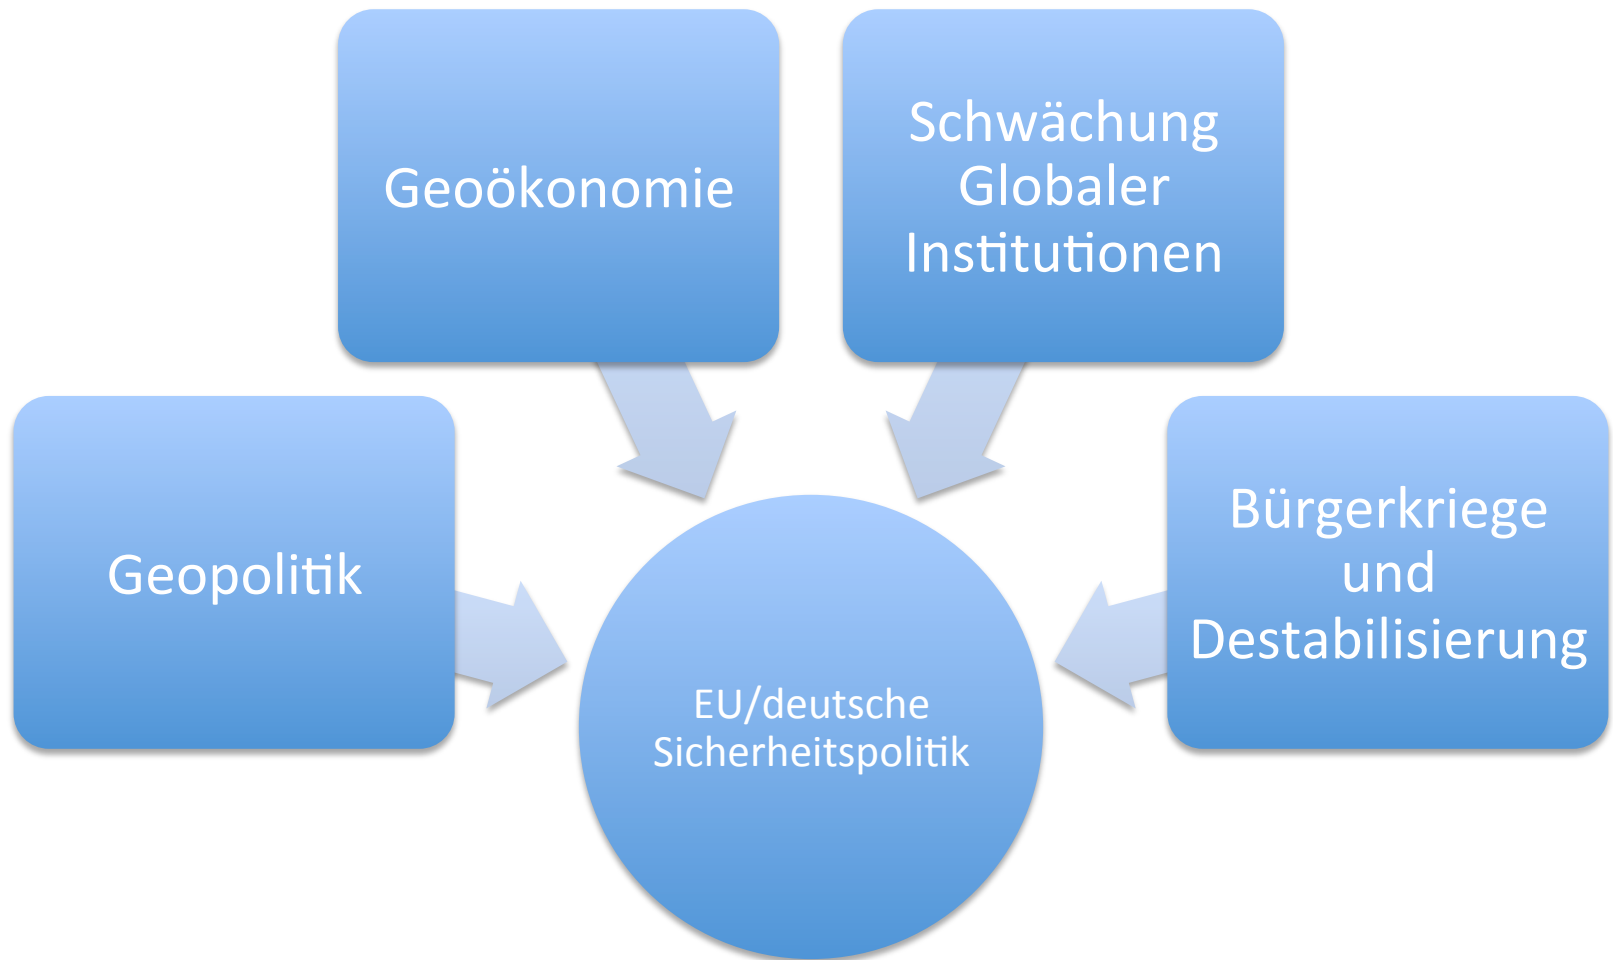 Geoökonomie
Schwächung
Globaler
Institutionen
Geopolitik
Bürgerkriege
und
Destabilisierung
EU/deutsche
Sicherheitspolitik